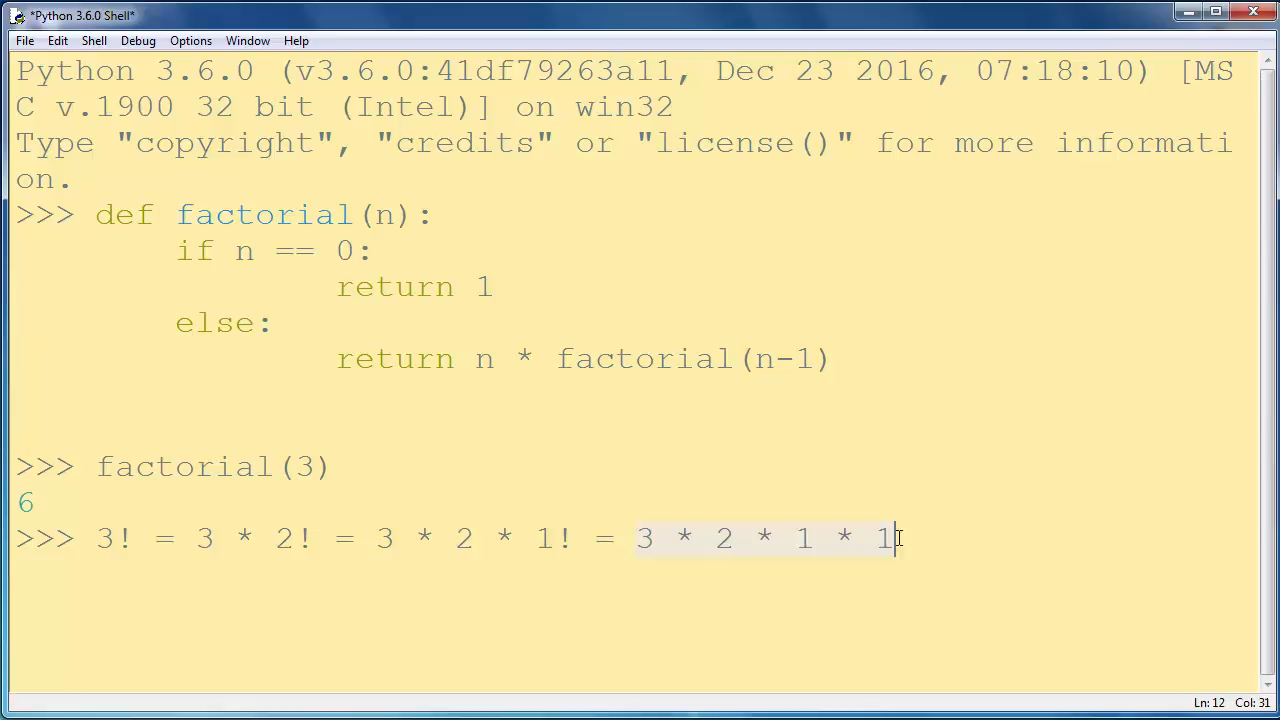 *Python 3.6.0 Shell*
File Edit Shell Debug Options Window Help
Python 3.6.0 (v3.6.0:41df79263a11, Dec 23 2016, 07:18:10) [MS
C v.1900 32 bit (Intel)] on win32
Type "copyright", "credits" or "license()" for more informati
on.
>>> def factorial(n):
        if n == 0:
                return 1
        else:
                return n * factorial(n-1)
>>> factorial(3)
6
>>> 3! = 3 * 2! = 3 * 2 * 1! = 3 * 2 * 1 * 1
Ln: 12 Col: 31